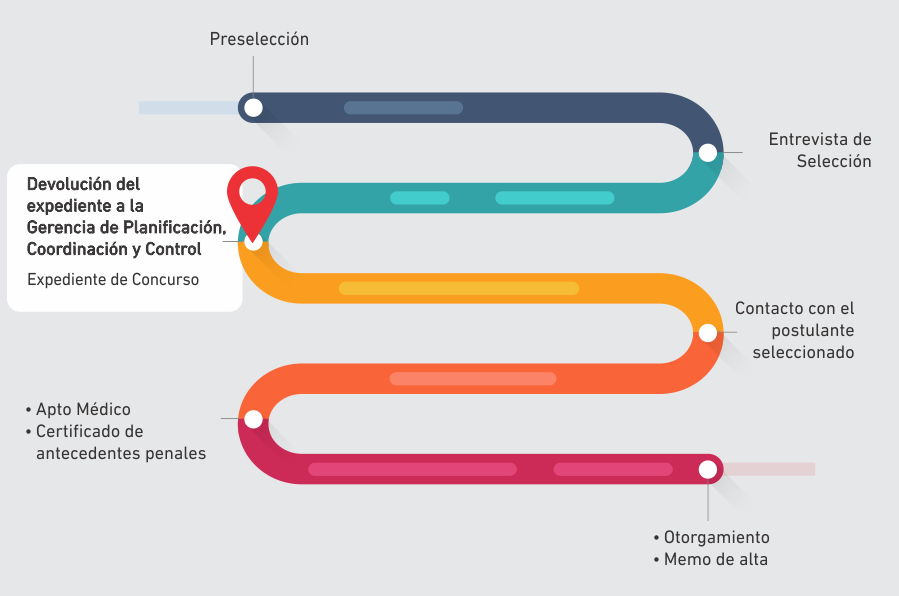 Preselección
Entrevista de
Selección
Devolución del
expediente a la
Gerencia de Planificación,
Coordinación y Control
Expediente de Concurso
Contacto con el
postulante
seleccionado
• Apto Médico
• Certificado de
antecedentes penales
• Otorgamiento
• Memo de alta